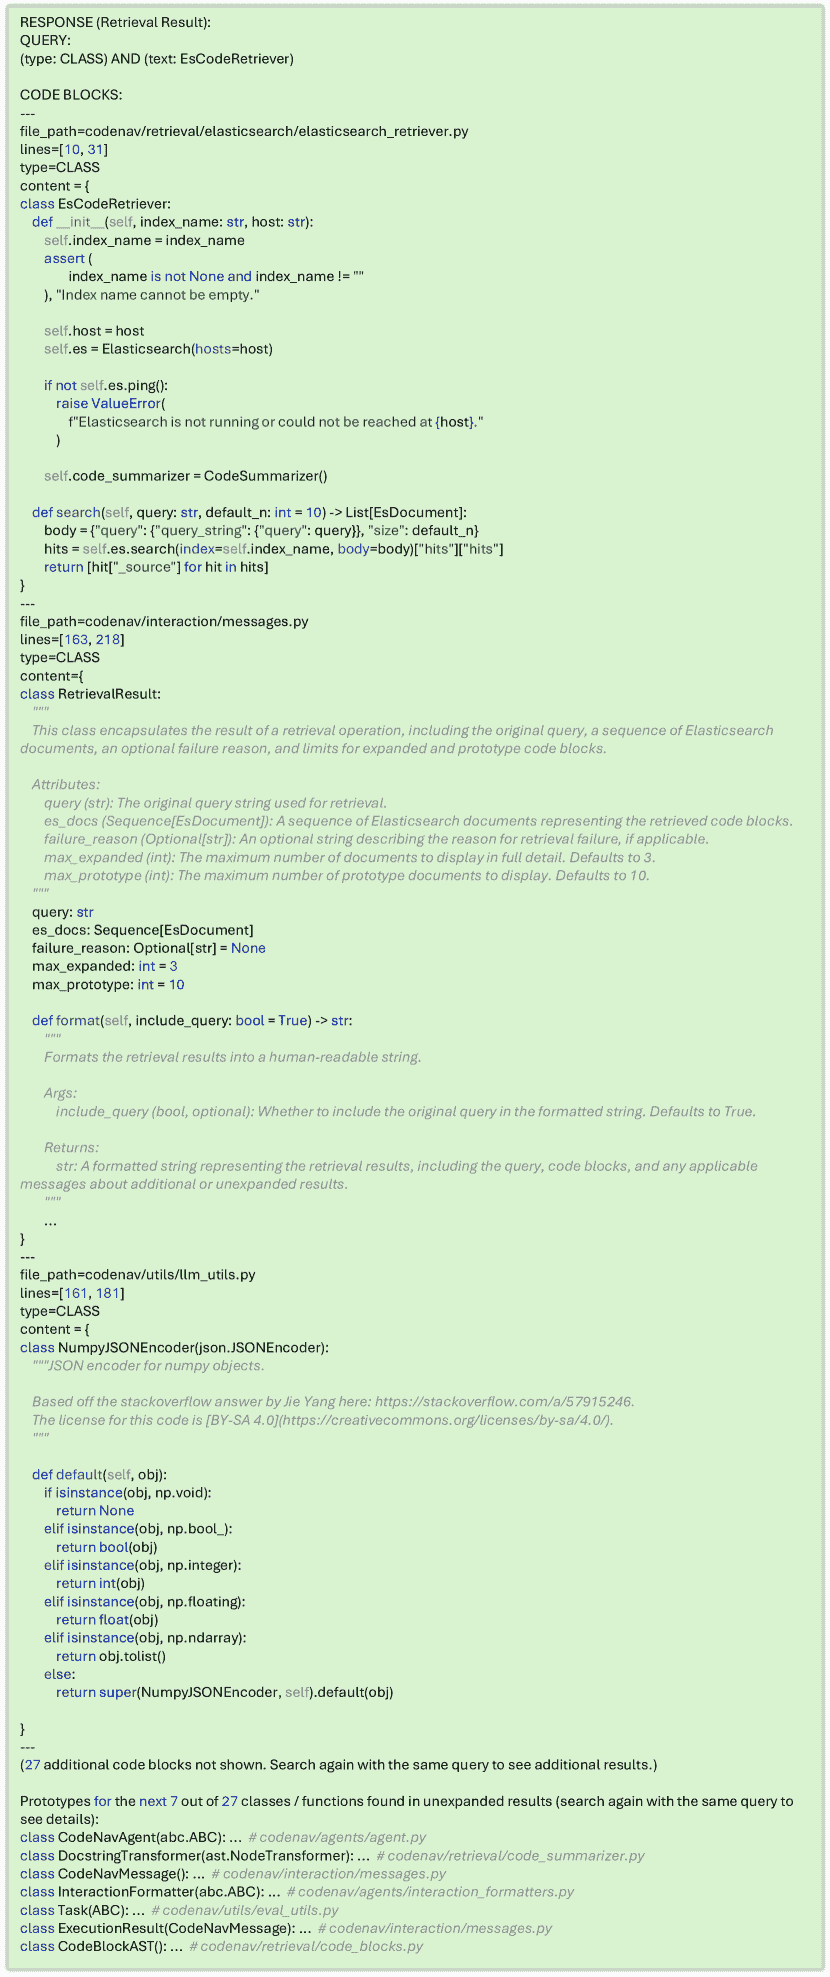 RESPONSE (Retrieval Result):
QUERY:
(type: CLASS) AND (text: EsCodeRetriever)

CODE BLOCKS:
---
file_path=codenav/retrieval/elasticsearch/elasticsearch_retriever.py
lines=[10, 31]
type=CLASS
content = {
class EsCodeRetriever:
    def __init__(self, index_name: str, host: str):
        self.index_name = index_name
        assert (
                index_name is not None and index_name != ""
        ), "Index name cannot be empty."

        self.host = host
        self.es = Elasticsearch(hosts=host)

        if not self.es.ping():
            raise ValueError(
                f"Elasticsearch is not running or could not be reached at {host}."
            )

        self.code_summarizer = CodeSummarizer()

    def search(self, query: str, default_n: int = 10) -> List[EsDocument]:
        body = {"query": {"query_string": {"query": query}}, "size": default_n}
        hits = self.es.search(index=self.index_name, body=body)["hits"]["hits"]
        return [hit["_source"] for hit in hits]
}
---
file_path=codenav/interaction/messages.py
lines=[163, 218]
type=CLASS
content={
class RetrievalResult:
    """
    This class encapsulates the result of a retrieval operation, including the original query, a sequence of Elasticsearch
documents, an optional failure reason, and limits for expanded and prototype code blocks.

    Attributes:
        query (str): The original query string used for retrieval.
        es_docs (Sequence[EsDocument]): A sequence of Elasticsearch documents representing the retrieved code blocks.
        failure_reason (Optional[str]): An optional string describing the reason for retrieval failure, if applicable.
        max_expanded (int): The maximum number of documents to display in full detail. Defaults to 3.
        max_prototype (int): The maximum number of prototype documents to display. Defaults to 10.
    """
    query: str
    es_docs: Sequence[EsDocument]
    failure_reason: Optional[str] = None
    max_expanded: int = 3
    max_prototype: int = 10

    def format(self, include_query: bool = True) -> str:
        """
        Formats the retrieval results into a human-readable string.

        Args:
            include_query (bool, optional): Whether to include the original query in the formatted string. Defaults to True.

        Returns:
            str: A formatted string representing the retrieval results, including the query, code blocks, and any applicable
messages about additional or unexpanded results.
        """
        ...
}
---
file_path=codenav/utils/llm_utils.py
lines=[161, 181]
type=CLASS
content = {
class NumpyJSONEncoder(json.JSONEncoder):
    """JSON encoder for numpy objects.

    Based off the stackoverflow answer by Jie Yang here: https://stackoverflow.com/a/57915246.
    The license for this code is [BY-SA 4.0](https://creativecommons.org/licenses/by-sa/4.0/).
    """

    def default(self, obj):
        if isinstance(obj, np.void):
            return None
        elif isinstance(obj, np.bool_):
            return bool(obj)
        elif isinstance(obj, np.integer):
            return int(obj)
        elif isinstance(obj, np.floating):
            return float(obj)
        elif isinstance(obj, np.ndarray):
            return obj.tolist()
        else:
            return super(NumpyJSONEncoder, self).default(obj)

}
---
(27 additional code blocks not shown. Search again with the same query to see additional results.)

Prototypes for the next 7 out of 27 classes / functions found in unexpanded results (search again with the same query to
see details):
class CodeNavAgent(abc.ABC): ... # codenav/agents/agent.py
class DocstringTransformer(ast.NodeTransformer): ... # codenav/retrieval/code_summarizer.py
class CodeNavMessage(): ... # codenav/interaction/messages.py
class InteractionFormatter(abc.ABC): ... # codenav/agents/interaction_formatters.py
class Task(ABC): ... # codenav/utils/eval_utils.py
class ExecutionResult(CodeNavMessage): ... # codenav/interaction/messages.py
class CodeBlockAST(): ... # codenav/retrieval/code_blocks.py